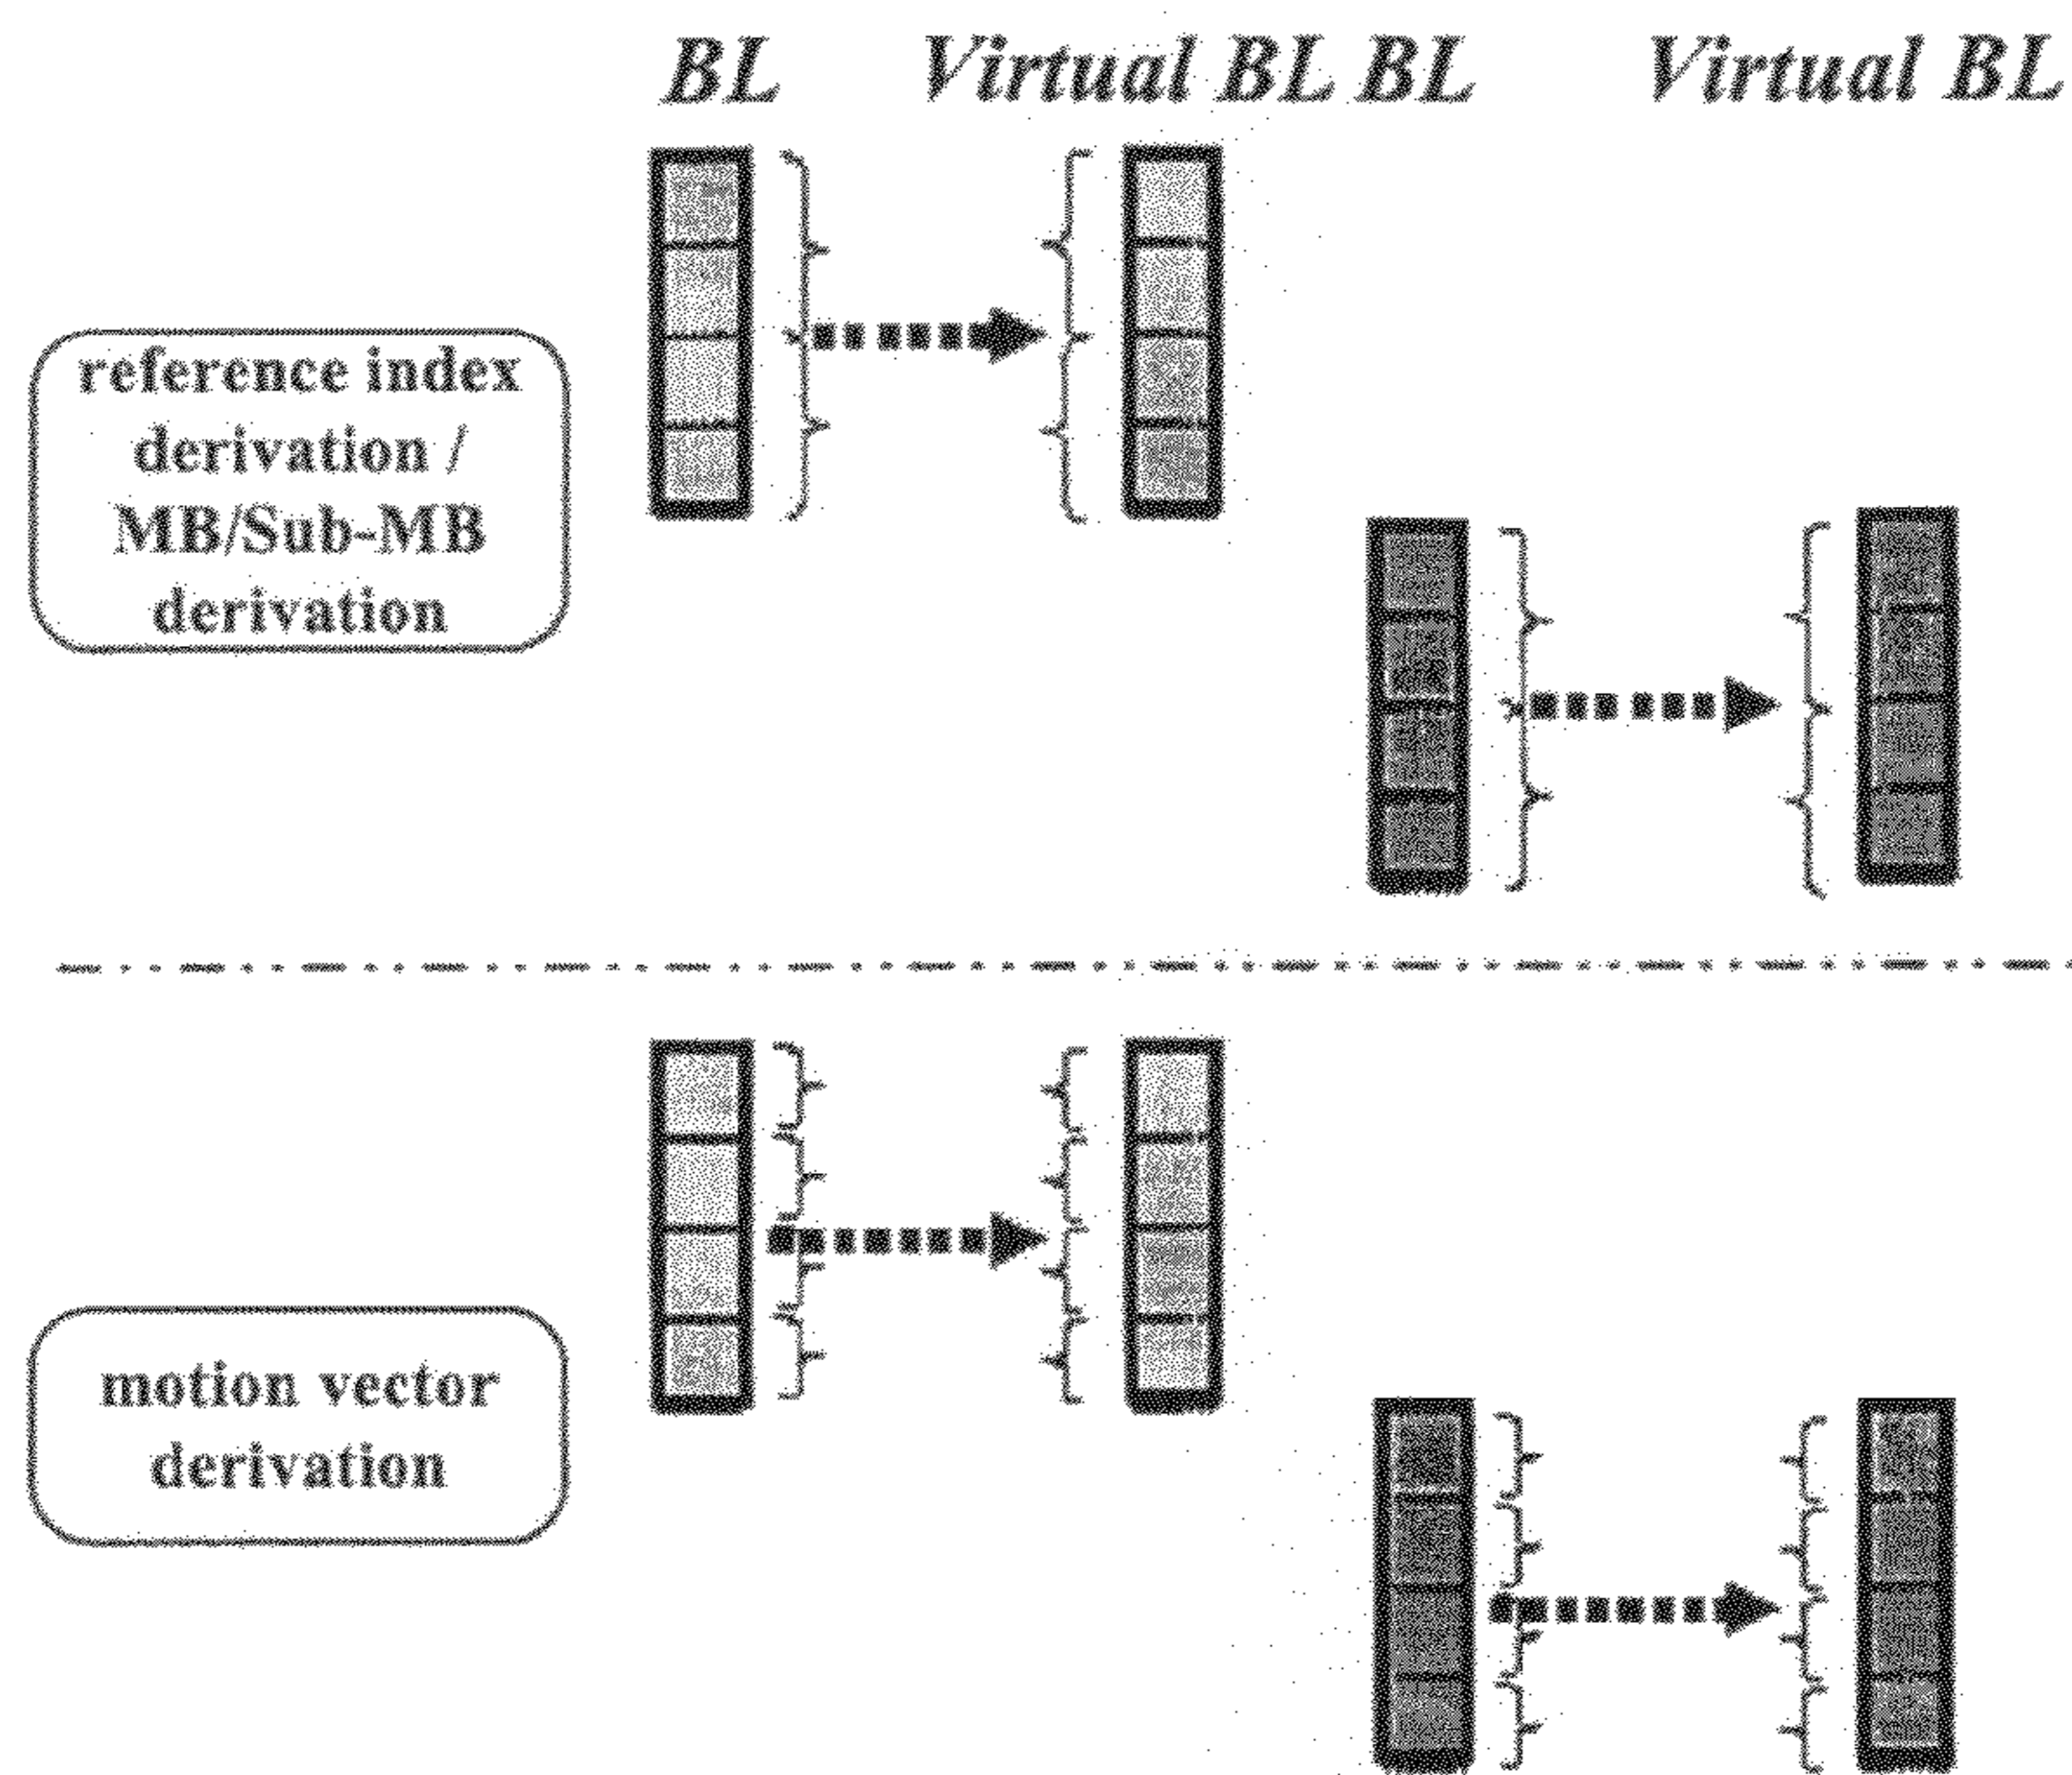 BL Virtual BL BL Virtual BL
reference index
derivation /
MB/Sub-MB
derivation
motion vector
derivation